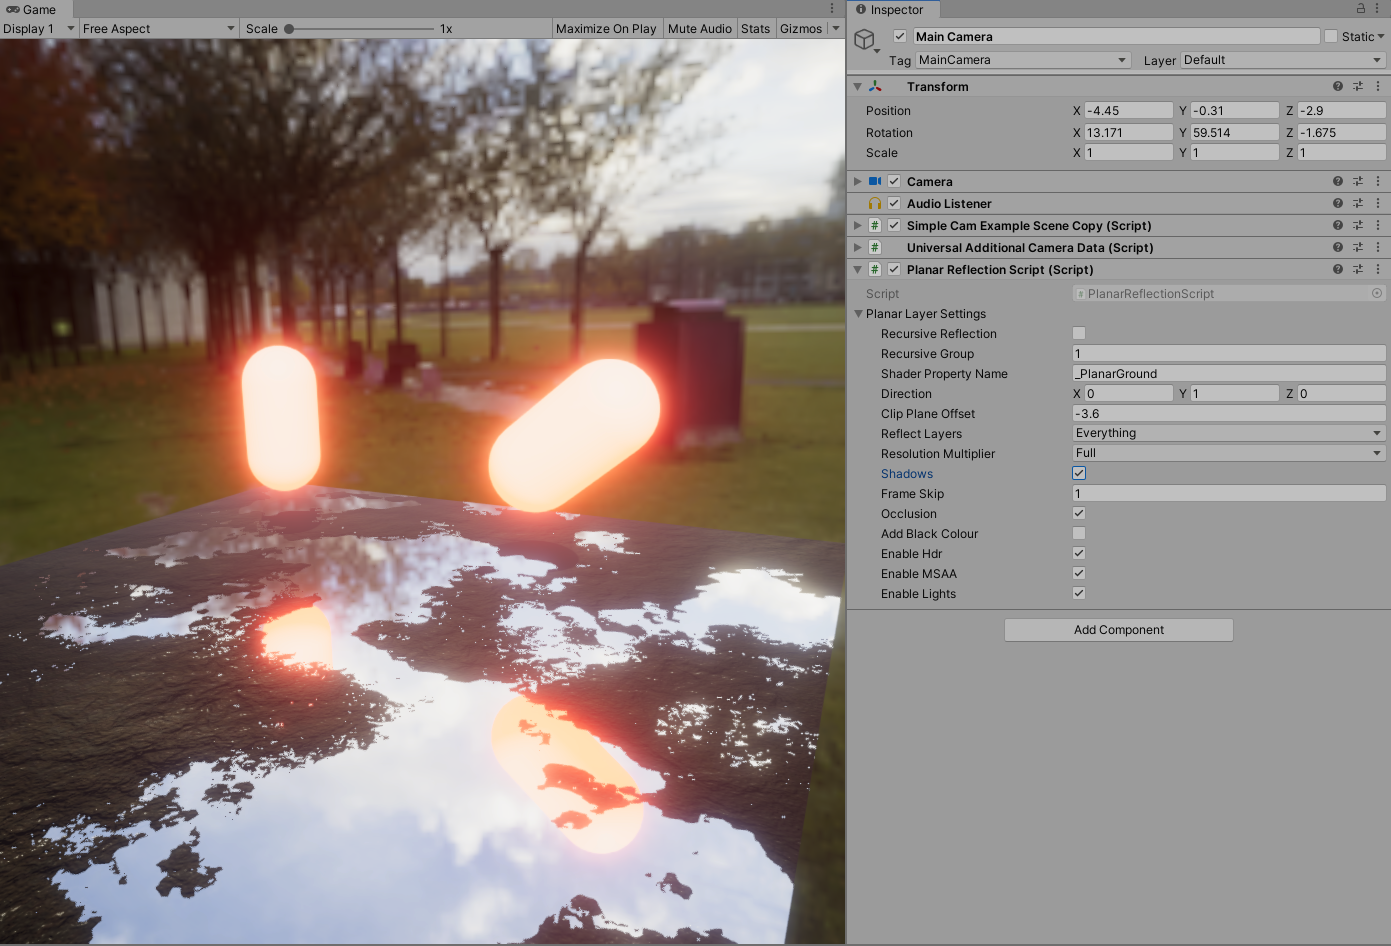 Game
Display 1 Free Aspect Scale 1x Maximize On Play Mute Audio Stats Gizmos
Inspector
Main Camera Static
Tag MainCamera Layer Default
Transform
Position X -4.45 Y -0.31 Z -2.9
Rotation X 13.171 Y 59.514 Z -1.675
Scale X 1 Y 1 Z 1
Camera
Audio Listener
# Simple Cam Example Scene Copy (Script)
# Universal Additional Camera Data (Script)
# Planar Reflection Script (Script)
Script # PlanarReflectionScript
Planar Layer Settings
Recursive Reflection
Recursive Group 1
Shader Property Name _PlanarGround
Direction X 0 Y 1 Z 0
Clip Plane Offset -3.6
Reflect Layers Everything
Resolution Multiplier Full
Shadows
Frame Skip 1
Occlusion
Add Black Colour
Enable Hdr
Enable MSAA
Enable Lights
Add Component